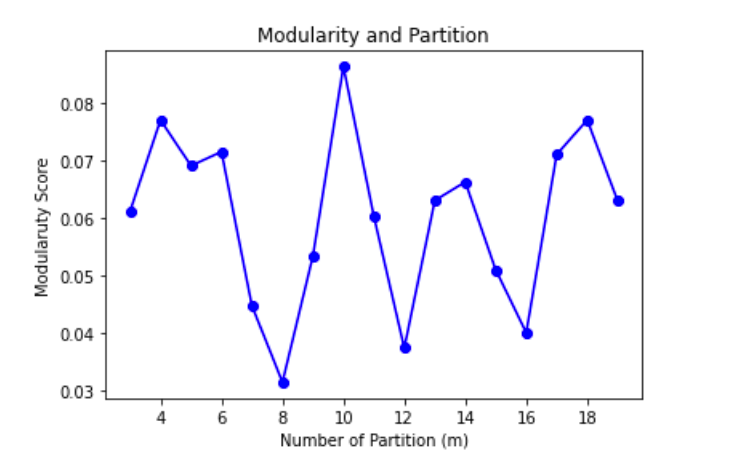 Modularity and Partition
Modularuty Score
0.08
0.07
0.06
0.05
0.04
0.03
4 6 8 10 12 14 16 18
Number of Partition (m)